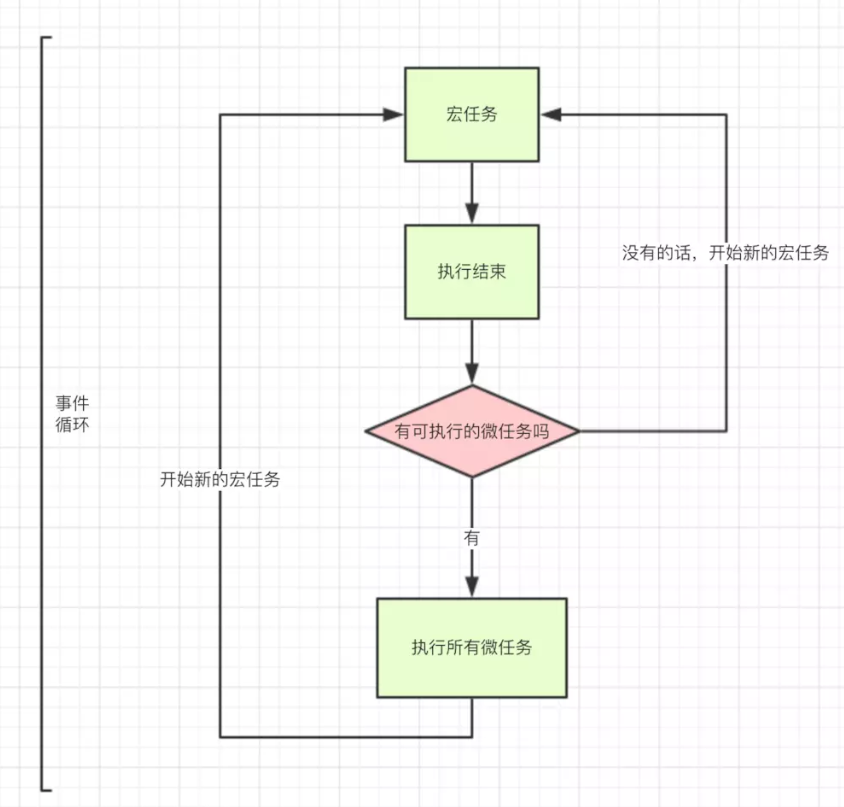 宏任务
执行结束
没有的话，开始新的宏任务
事件
循环
有可执行的微任务吗
开始新的宏任务
有
执行所有微任务